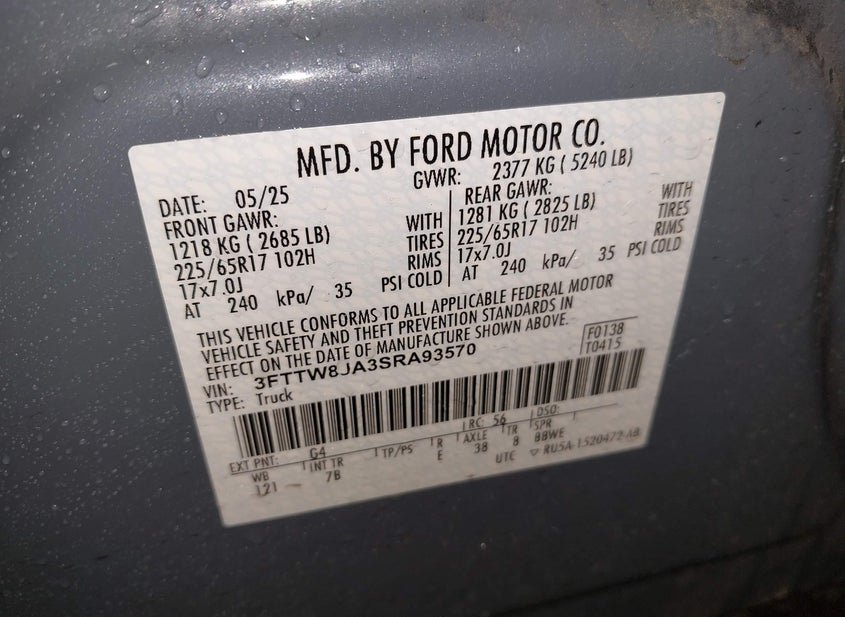 MFD. BY FORD MOTOR CO.
DATE: 05/25 GVWR: 2377 KG ( 5240 LB)
FRONT GAWR:
1218 KG ( 2685 LB) WITH
225/65R17 102H TIRES
17x7.0J RIMS
AT 240 kPa/ 35 PSI COLD
REAR GAWR:
1281 KG ( 2825 LB) WITH
225/65R17 102H TIRES
17x7.0J RIMS
AT 240 kPa/ 35 PSI COLD
THIS VEHICLE CONFORMS TO ALL APPLICABLE FEDERAL MOTOR
VEHICLE SAFETY AND THEFT PREVENTION STANDARDS IN
EFFECT ON THE DATE OF MANUFACTURE SHOWN ABOVE.
F0138
T0415
VIN: 3FTTW8JA3SRA93570
TYPE: Truck
EXT PNT: G4 RC: 56 DSO:
WB INT TR TP/PS R AXLE TR SPR
121 7B E 38 8 88WE
UTC ▽ RU5A-1520472-AB